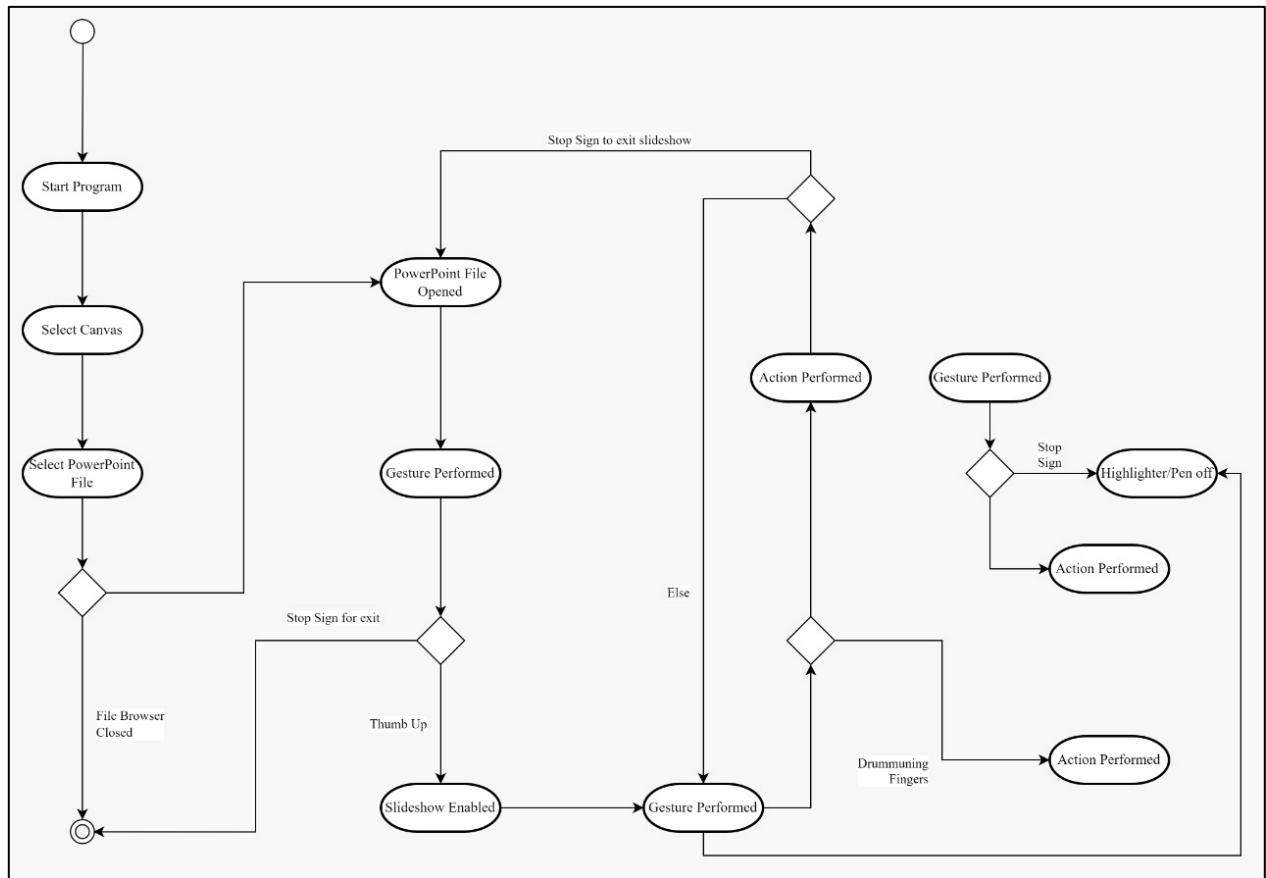 Stop Sign to exit slideshow
Start Program
PowerPoint File
Opened
Select Canvas
Action Performed
Gesture Performed
Stop
Sign
Select PowerPoint
File
Gesture Performed
Highlighter/Pen off
Action Performed
Else
Stop Sign for exit
File Browser
Closed
Thumb Up
Drummuning
Fingers
Action Performed
Slideshow Enabled
Gesture Performed